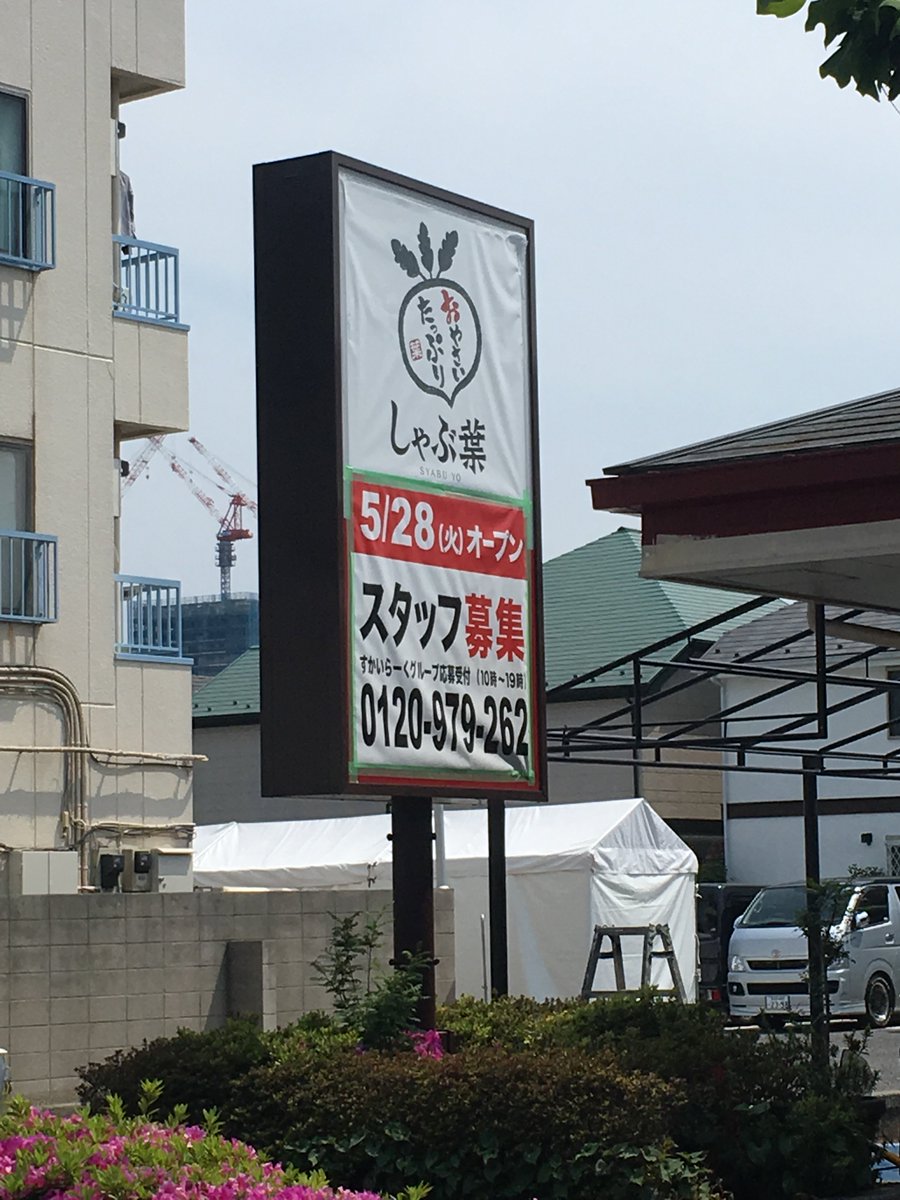 おやさい
たっぷり
葉
しゃぶ葉
SYABU YO
5/28(火)オープン
スタッフ募集
すかいらーくグループ応募受付（10時～19時）
0120-979-262